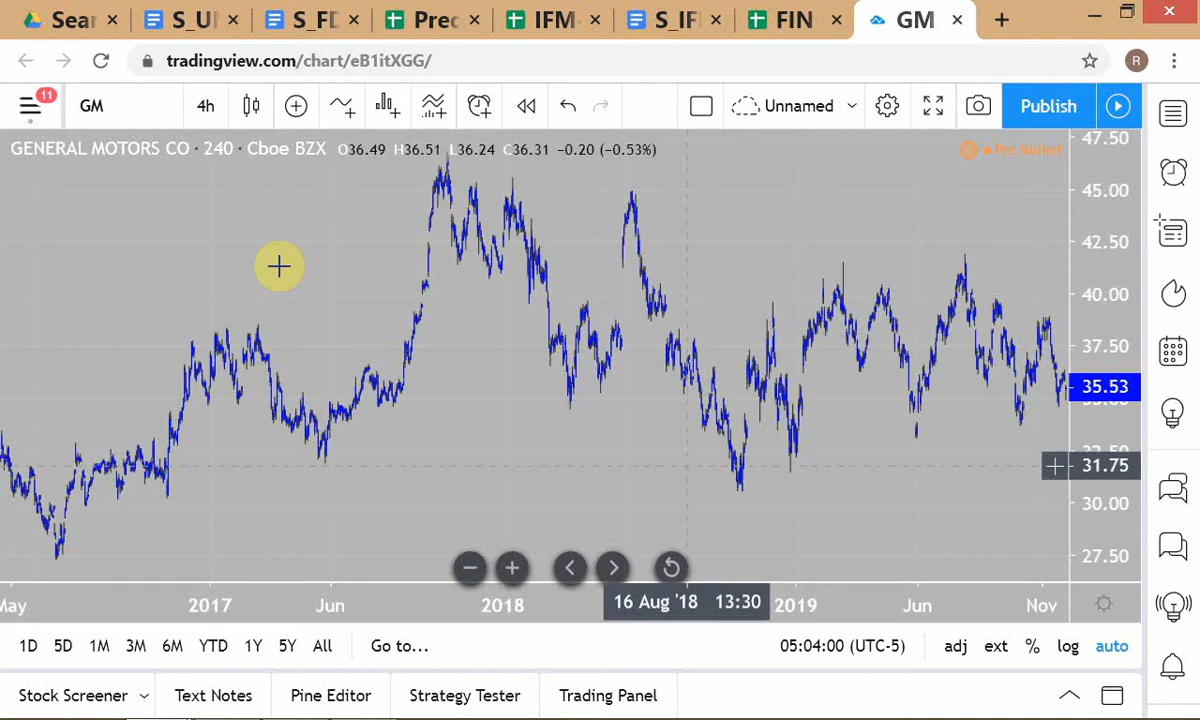 Sear
S_UI
S_FD
Prec
IFM-
S_IFI
FIN
GM
tradingview.com/chart/eB1itXGG/
R
11
GM
4h
Unnamed
Publish
GENERAL MOTORS CO · 240 · Cboe BZX O36.49 H36.51 L36.24 C36.31 −0.20 (−0.53%)
Pre Market
47.50
45.00
42.50
40.00
37.50
35.53
31.75
30.00
27.50
May
2017
Jun
2018
16 Aug '18 13:30
2019
Jun
Nov
1D 5D 1M 3M 6M YTD 1Y 5Y All
Go to...
05:04:00 (UTC-5)
adj ext % log auto
Stock Screener
Text Notes
Pine Editor
Strategy Tester
Trading Panel